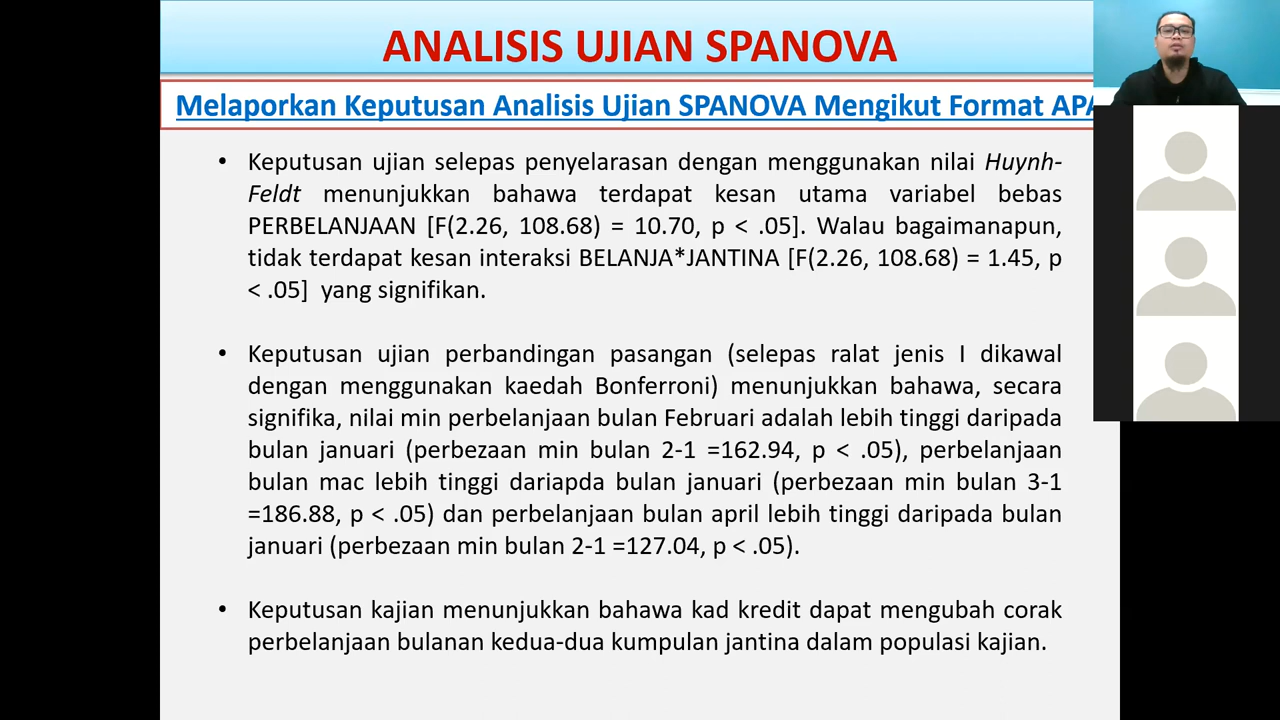 ANALISIS UJIAN SPANOVA
Melaporkan Keputusan Analisis Ujian SPANOVA Mengikut Format APA
• Keputusan ujian selepas penyelarasan dengan menggunakan nilai Huynh-
Feldt menunjukkan bahawa terdapat kesan utama variabel bebas
PERBELANJAAN [F(2.26, 108.68) = 10.70, p < .05]. Walau bagaimanapun,
tidak terdapat kesan interaksi BELANJA*JANTINA [F(2.26, 108.68) = 1.45, p
< .05] yang signifikan.
• Keputusan ujian perbandingan pasangan (selepas ralat jenis I dikawal
dengan menggunakan kaedah Bonferroni) menunjukkan bahawa, secara
signifika, nilai min perbelanjaan bulan Februari adalah lebih tinggi daripada
bulan januari (perbezaan min bulan 2-1 =162.94, p < .05), perbelanjaan
bulan mac lebih tinggi dariapda bulan januari (perbezaan min bulan 3-1
=186.88, p < .05) dan perbelanjaan bulan april lebih tinggi daripada bulan
januari (perbezaan min bulan 2-1 =127.04, p < .05).
• Keputusan kajian menunjukkan bahawa kad kredit dapat mengubah corak
perbelanjaan bulanan kedua-dua kumpulan jantina dalam populasi kajian.